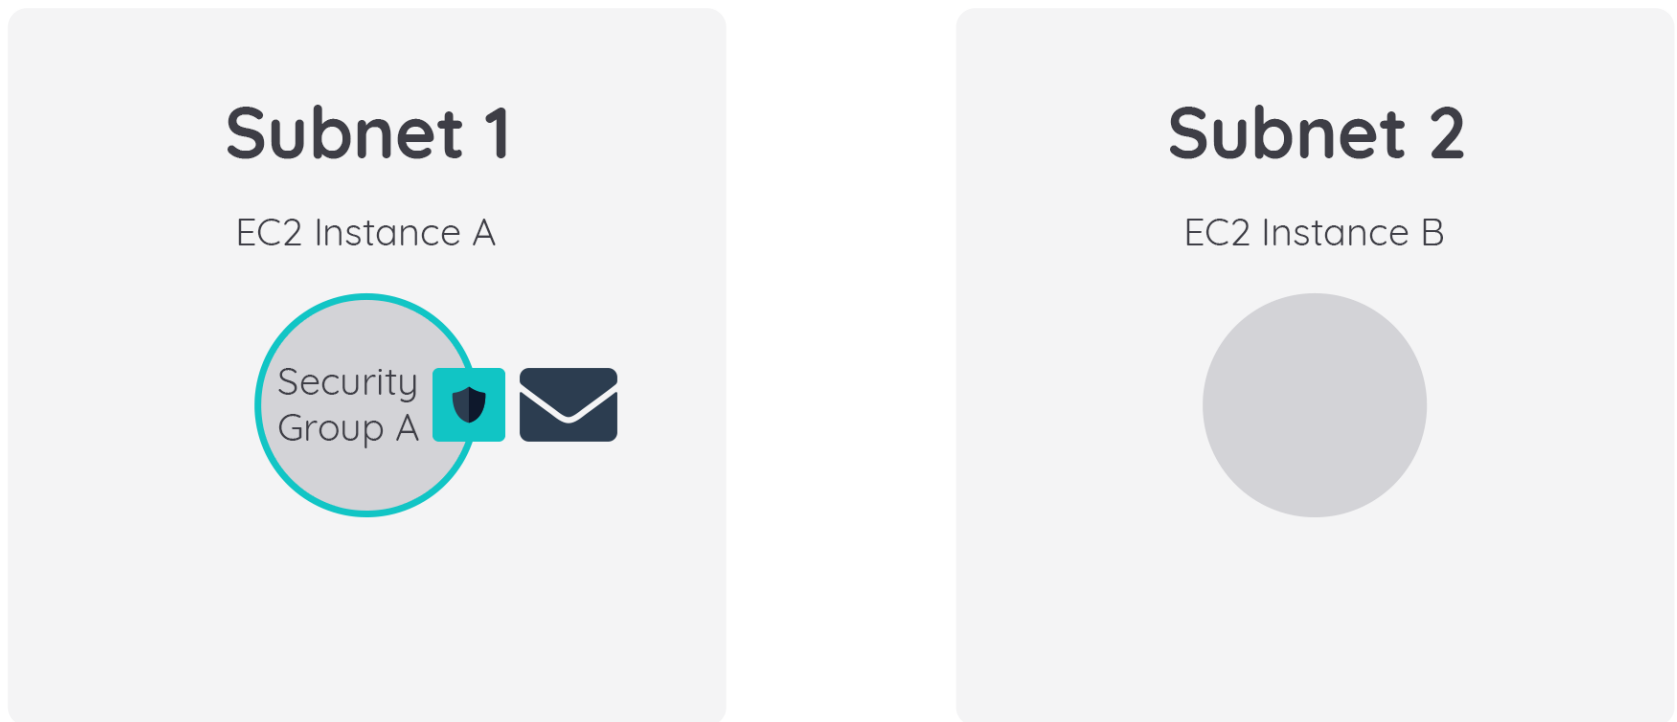 Subnet 1
EC2 Instance A
Security
Group A
Subnet 2
EC2 Instance B